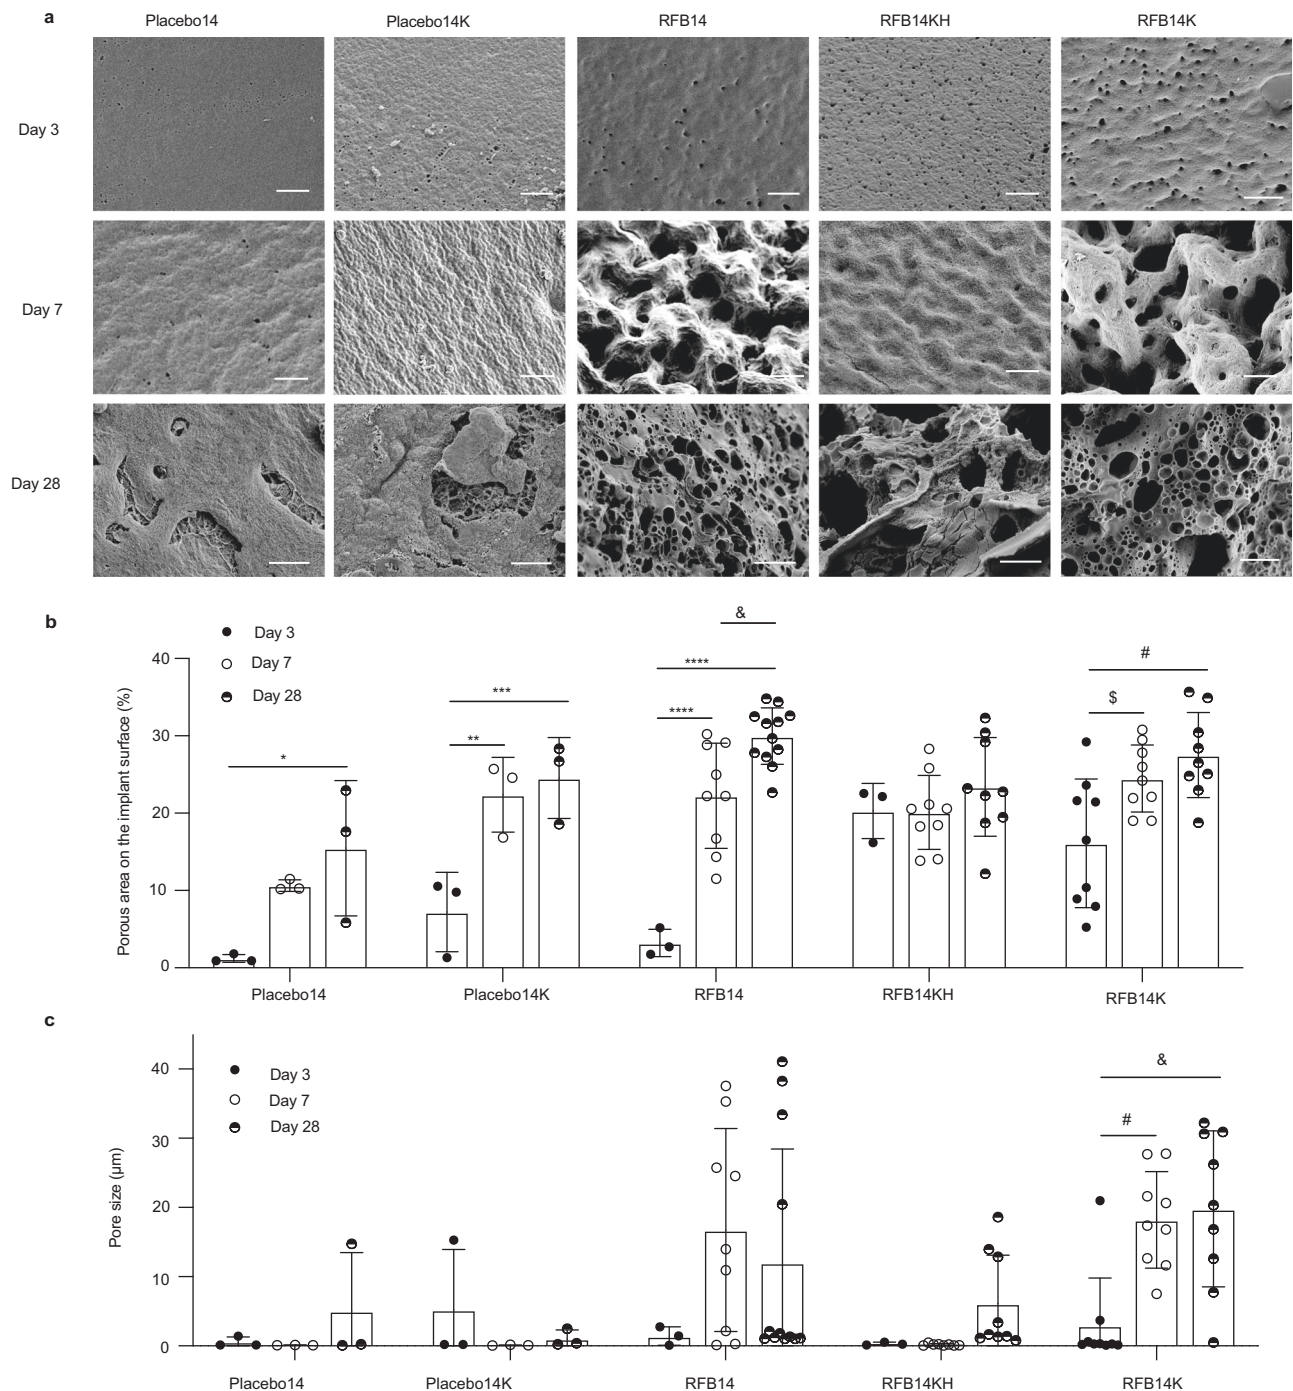 a
Placebo14 Placebo14K RFB14 RFB14KH RFB14K
Day 3
Day 7
Day 28
b
Day 3
Day 7
Day 28
Porous area on the implant surface (%)
40
30
20
10
0
*
**
***
****
****
&
$
#
Placebo14 Placebo14K RFB14 RFB14KH RFB14K
c
Day 3
Day 7
Day 28
Pore size (μm)
40
30
20
10
0
#
&
Placebo14 Placebo14K RFB14 RFB14KH RFB14K